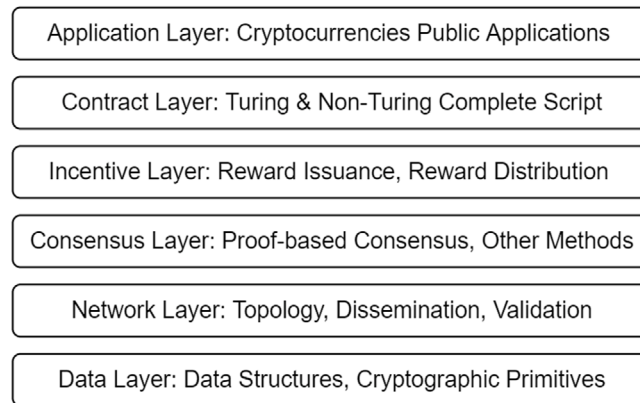 Application Layer: Cryptocurrencies Public Applications
Contract Layer: Turing & Non-Turing Complete Script
Incentive Layer: Reward Issuance, Reward Distribution
Consensus Layer: Proof-based Consensus, Other Methods
Network Layer: Topology, Dissemination, Validation
Data Layer: Data Structures, Cryptographic Primitives